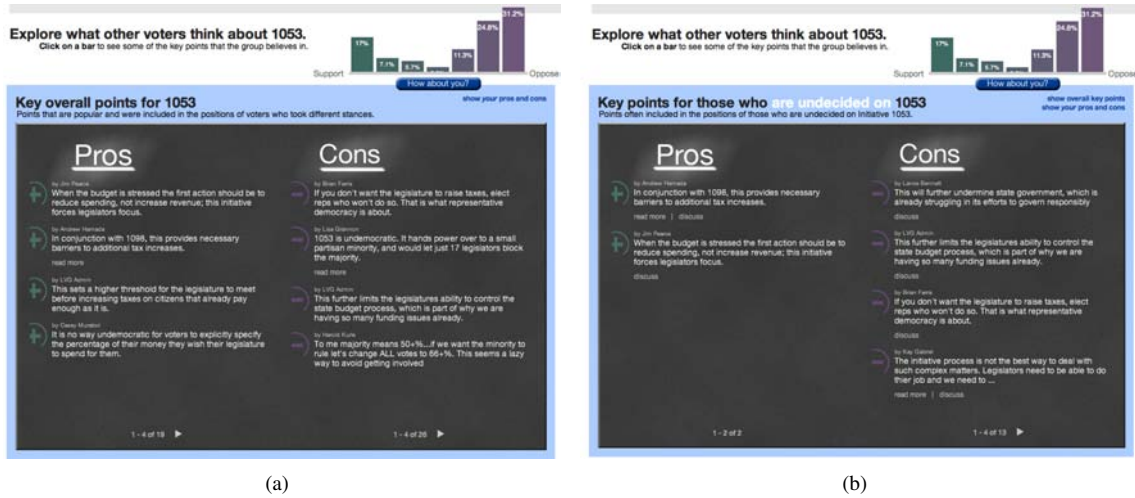 Explore what other voters think about 1053.
Click on a bar to see some of the key points that the group believes in.
17%
7.1%
5.7%
11.3%
24.8%
31.2%
Support
Oppose
How about you?
Key overall points for 1053
show your pros and cons
Points that are popular and were included in the positions of voters who took different stances.
Pros
by Jim Pearce
When the budget is stressed the first action should be to
reduce spending, not increase revenue; this initiative
forces legislators focus.
by Andrew Hamada
In conjunction with 1098, this provides necessary
barriers to additional tax increases.
read more
by LVG Admin
This sets a higher threshold for the legislature to meet
before increasing taxes on citizens that already pay
enough as it is.
by Casey Muratori
It is no way undemocratic for voters to explicitly specify
the percentage of their money they wish their legislature
to spend for them.
1 - 4 of 18
Cons
by Brian Farris
If you don't want the legislature to raise taxes, elect
reps who won't do so. That is what representative
democracy is about.
by Lisa
1053 is undemocratic. It hands power over to a small
partisan minority, and would let just 17 legislators block
the majority.
read more
by LVG Admin
This further limits the legislatures ability to control the
state budget process, which is part of why we are
having so many funding issues already.
by Harold
To me majority means 50+%...if we want the minority to
rule let's change ALL votes to 66+%. This seems a lazy
way to avoid getting involved
1 - 4 of 26
(a)
Explore what other voters think about 1053.
Click on a bar to see some of the key points that the group believes in.
17%
7.1%
5.7%
11.3%
24.8%
31.2%
Support
Oppose
How about you?
Key points for those who are undecided on 1053
show overall key points
show your pros and cons
Points often included in the positions of those who are undecided on Initiative 1053.
Pros
by Andrew Hamada
In conjunction with 1098, this provides necessary
barriers to additional tax increases.
read more | discuss
by Jim Pearce
When the budget is stressed the first action should be to
reduce spending, not increase revenue; this initiative
forces legislators focus.
discuss
1 - 2 of 2
Cons
by Lance Bennett
This will further undermine state government, which is
already struggling in its efforts to govern responsibly
discuss
by LVG Admin
This further limits the legislatures ability to control the
state budget process, which is part of why we are
having so many funding issues already.
discuss
by Brian Farris
If you don't want the legislature to raise taxes, elect
reps who won't do so. That is what representative
democracy is about.
discuss
by Kay Gabriel
The initiative process is not the best way to deal with
such complex matters. Legislators need to be able to do
thier job and we need to ...
read more | discuss
1 - 4 of 13
(b)